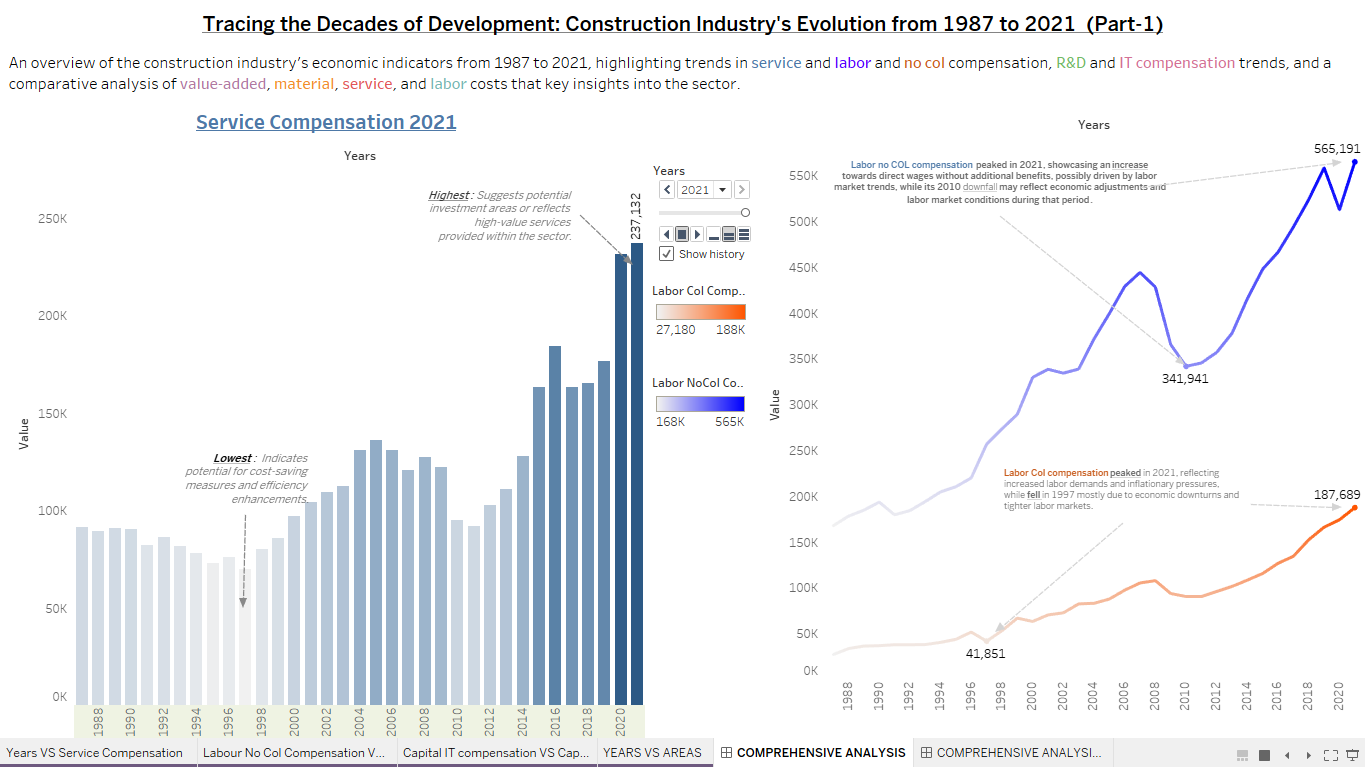 Tracing the Decades of Development: Construction Industry's Evolution from 1987 to 2021  (Part-1)
An overview of the construction industry's economic indicators from 1987 to 2021, highlighting trends in service and labor and no col compensation, R&D and IT compensation trends, and a
comparative analysis of value-added, material, service, and labor costs that key insights into the sector.
Service Compensation 2021
Years
Value
250K
200K
150K
100K
50K
0K
Highest: Suggests potential
investment areas or reflects
high-value services
provided within the sector.
237,132
Lowest: Indicates
potential for cost-saving
measures and efficiency
enhancements.
1988
1990
1992
1994
1996
1998
2000
2002
2004
2006
2008
2010
2012
2014
2016
2018
2020
Years
2021
Show history
Labor Col Comp..
27,180 188K
Labor NoCol Co..
168K 565K
Years
Value
550K
500K
450K
400K
350K
300K
250K
200K
150K
100K
50K
0K
Labor no COL compensation peaked in 2021, showcasing an increase
towards direct wages without additional benefits, possibly driven by labor
market trends, while its 2010 downfall may reflect economic adjustments and
labor market conditions during that period.
565,191
341,941
Labor Col compensation peaked in 2021, reflecting
increased labor demands and inflationary pressures,
while fell in 1997 mostly due to economic downturns and
tighter labor markets.
187,689
41,851
1988
1990
1992
1994
1996
1998
2000
2002
2004
2006
2008
2010
2012
2014
2016
2018
2020
Years VS Service Compensation
Labour No Col Compensation V...
Capital IT compensation VS Cap...
YEARS VS AREAS
COMPREHENSIVE ANALYSIS
COMPREHENSIVE ANALYSI...